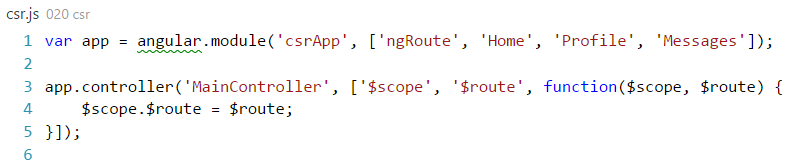 csr.js 020 csr
1 var app = angular.module('csrApp', ['ngRoute', 'Home', 'Profile', 'Messages']);
2
3 app.controller('MainController', ['$scope', '$route', function($scope, $route) {
4     $scope.$route = $route;
5 }]);
6